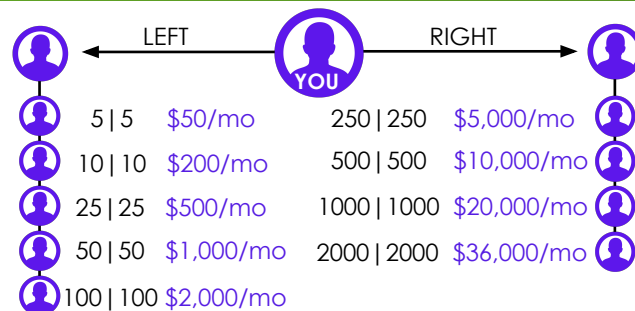 LEFT
RIGHT
YOU
5|5 $50/mo
10|10 $200/mo
25|25 $500/mo
50|50 $1,000/mo
100|100 $2,000/mo
250|250 $5,000/mo
500|500 $10,000/mo
1000|1000 $20,000/mo
2000|2000 $36,000/mo